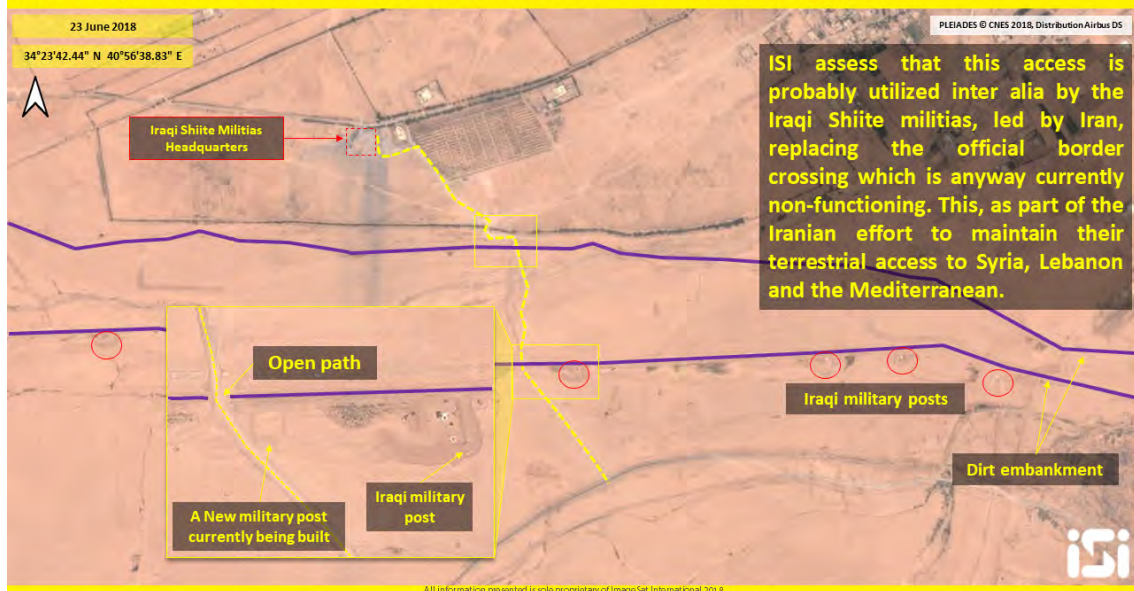 23 June 2018
34°23'42.44" N 40°56'38.83" E
PLEIADES © CNES 2018, Distribution Airbus DS
ISI assess that this access is
probably utilized inter alia by the
Iraqi Shiite militias, led by Iran,
replacing the official border
crossing which is anyway currently
non-functioning. This, as part of the
Iranian effort to maintain their
terrestrial access to Syria, Lebanon
and the Mediterranean.
Iraqi Shiite Militias
Headquarters
Open path
Iraqi military posts
Dirt embankment
Iraqi military
post
A New military post
currently being built
iSi
All information presented is sole proprietary of ImageSat International 2018